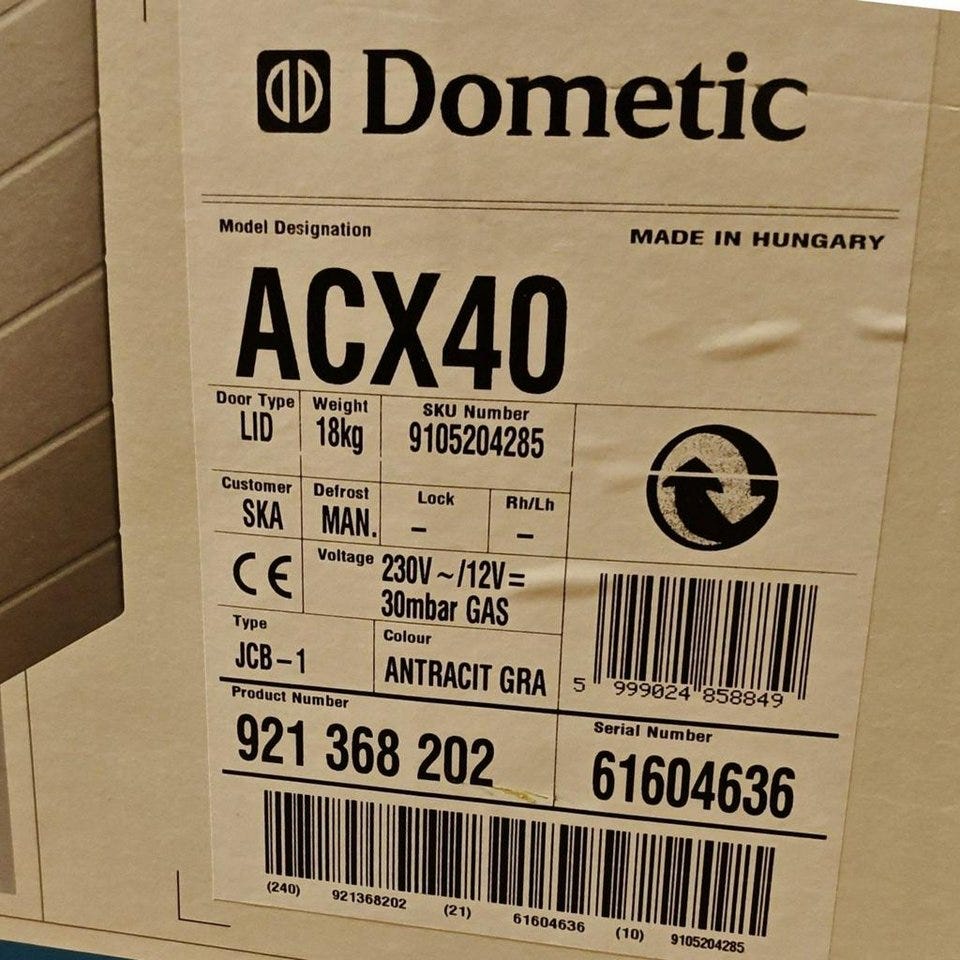 Dometic
Model Designation
MADE IN HUNGARY
ACX40
Door Type Weight SKU Number
LID 18kg 9105204285
Customer Defrost Lock Rh/Lh
SKA MAN. – –
CE Voltage 230V ~/12V=
30mbar GAS
Type Colour
JCB–1 ANTRACIT GRA
5 999024 858849
Product Number Serial Number
921 368 202 61604636
(240) 921368202 (21) 61604636 (10) 9105204285